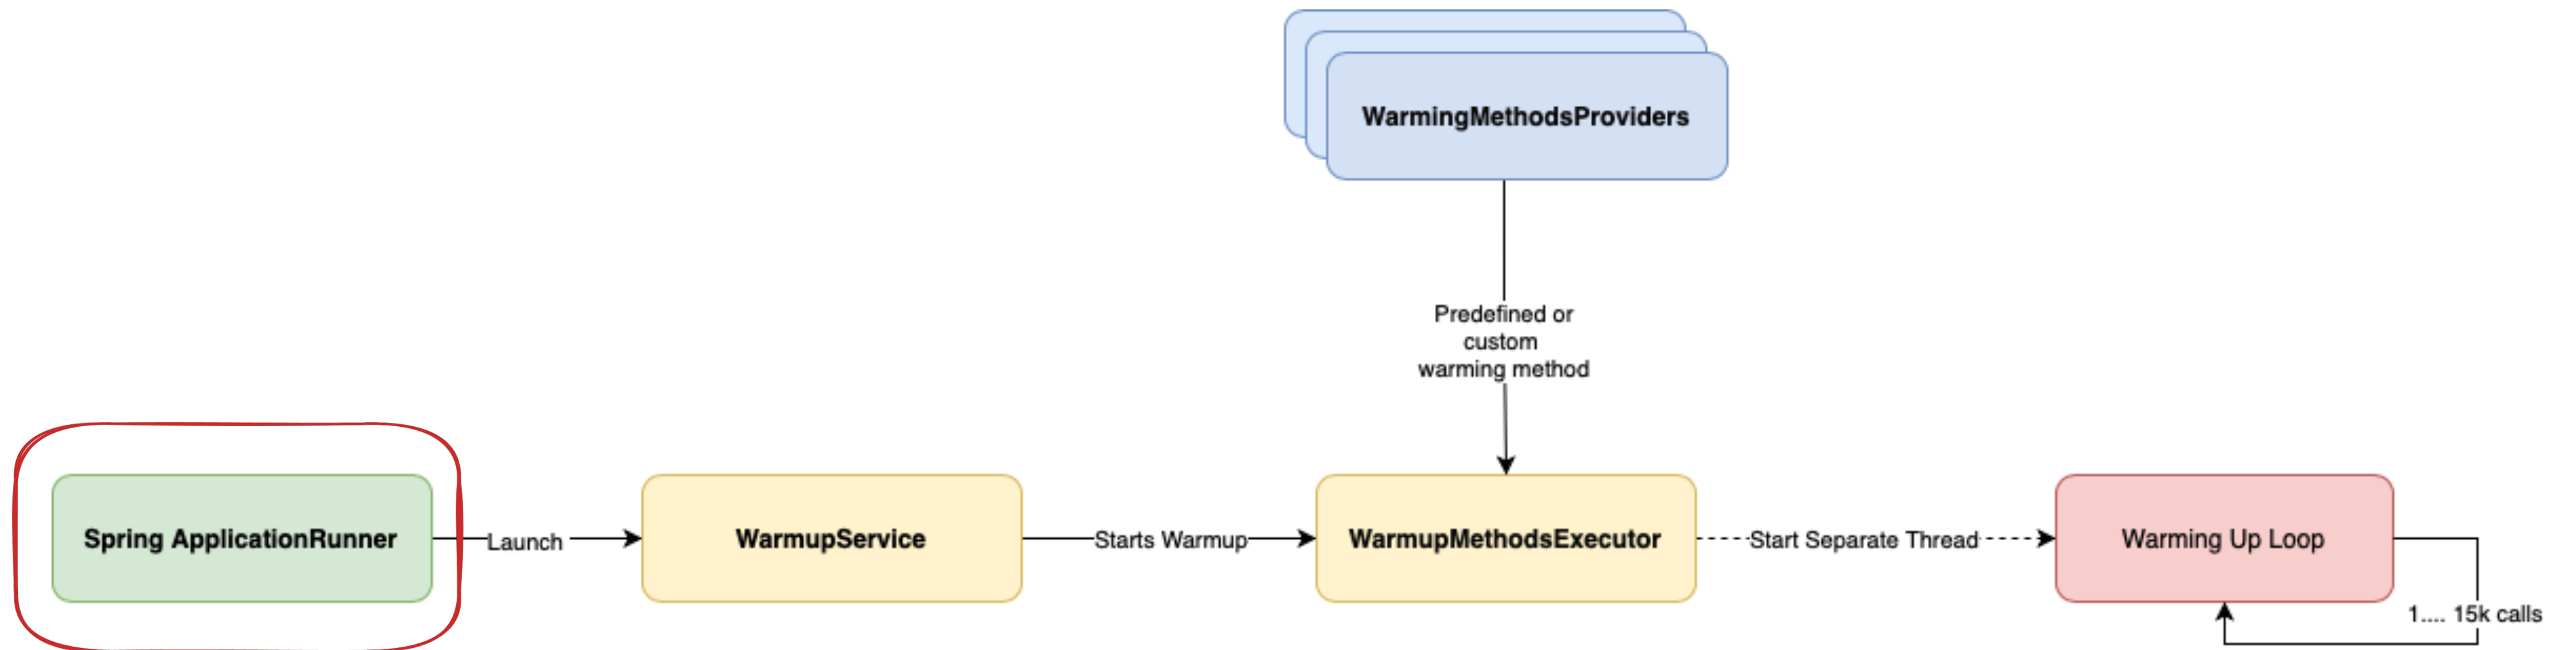 WarmingMethodsProviders
Predefined or
custom
warming method
Spring ApplicationRunner
Launch
WarmupService
Starts Warmup
WarmupMethodsExecutor
Start Separate Thread
Warming Up Loop
1.... 15k calls